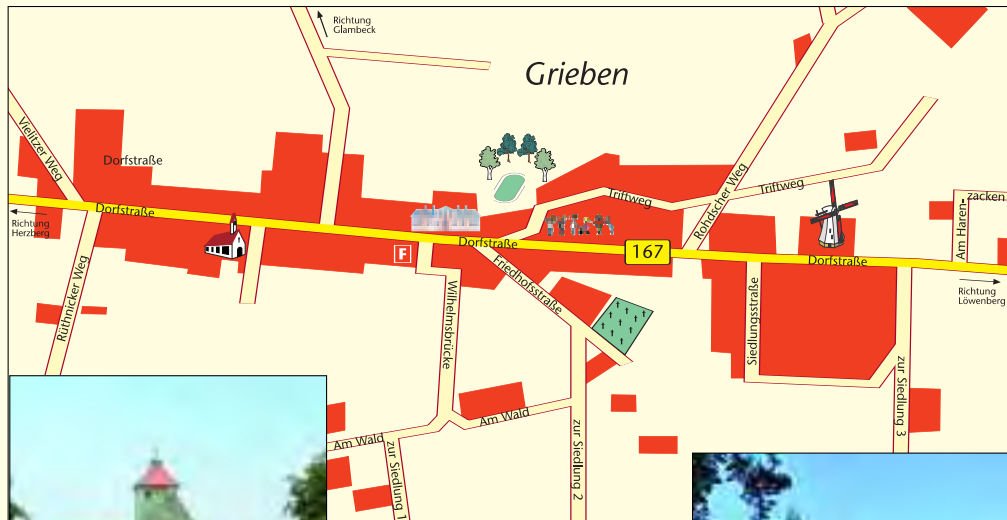 Richtung
Glambeck
Grieben
Vielitzer Weg
Dorfstraße
Dorfstraße
Richtung
Herzberg
Rüthnicker Weg
F
Dorfstraße
Wilhelmsbrücke
Friedhofsstraße
Triftweg
167
Rohdscher Weg
Triftweg
Dorfstraße
Siedlungsstraße
Am Haren-
zacken
Richtung
Löwenberg
Am Wald
Am Wald
zur Siedlung 1
zur Siedlung 2
zur Siedlung 3